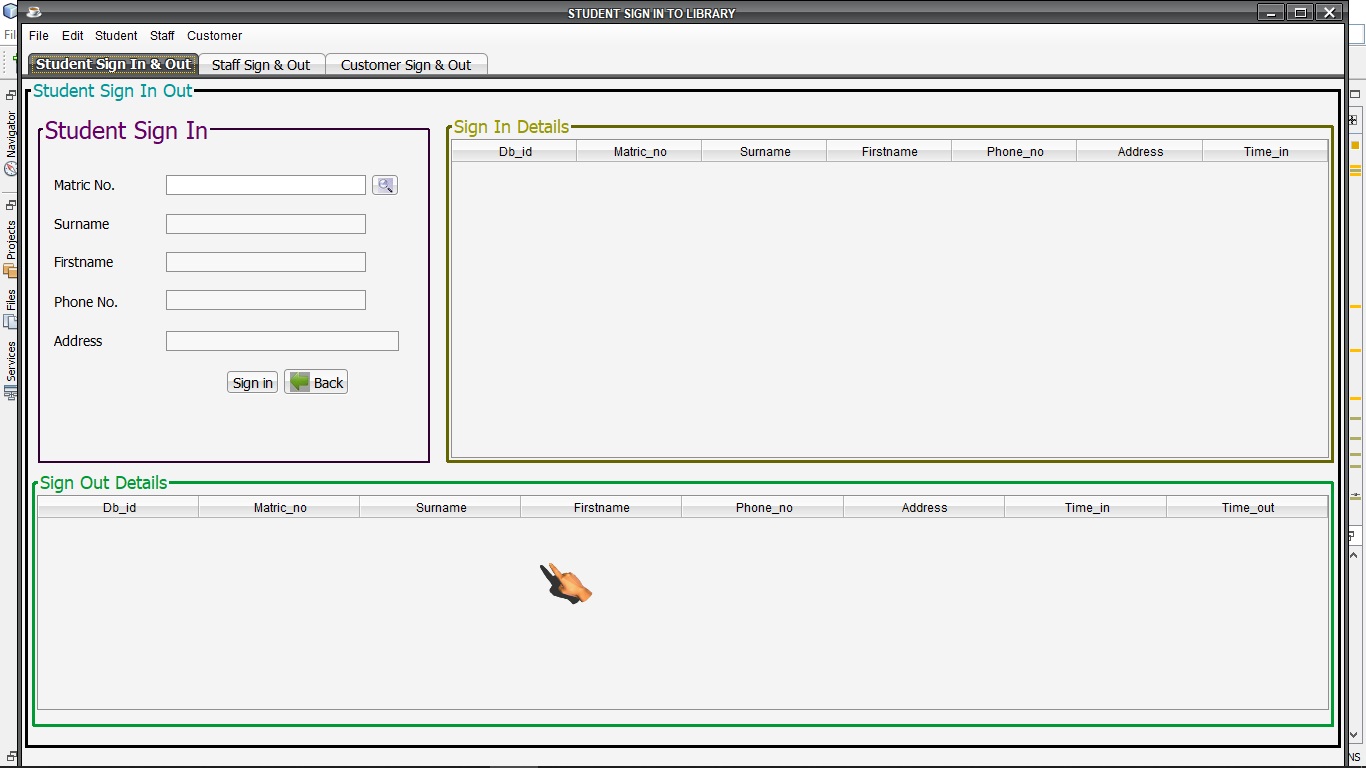 STUDENT SIGN IN TO LIBRARY
Fil
File Edit Student Staff Customer
Student Sign In & Out Staff Sign & Out Customer Sign & Out
Student Sign In Out
Student Sign In
Matric No.
Surname
Firstname
Phone No.
Address
Sign in Back
Sign In Details
Db_id Matric_no Surname Firstname Phone_no Address Time_in
Sign Out Details
Db_id Matric_no Surname Firstname Phone_no Address Time_in Time_out
Navigator
Projects
Files
Services
NS